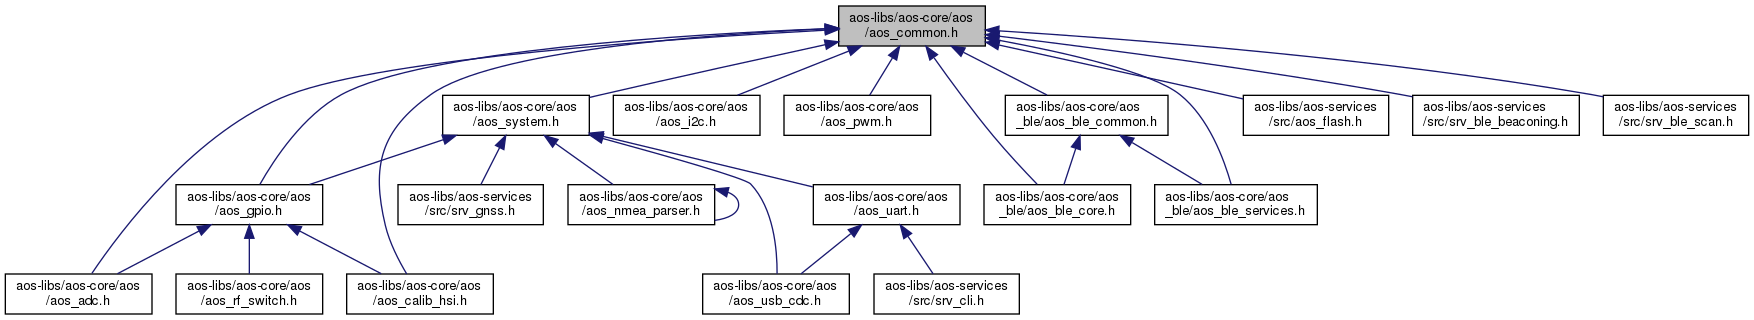 aos-libs/aos-core/aos
/aos_common.h
aos-libs/aos-core/aos
/aos_system.h
aos-libs/aos-core/aos
/aos_i2c.h
aos-libs/aos-core/aos
/aos_pwm.h
aos-libs/aos-core/aos
_ble/aos_ble_common.h
aos-libs/aos-services
/src/aos_flash.h
aos-libs/aos-services
/src/srv_ble_beaconing.h
aos-libs/aos-services
/src/srv_ble_scan.h
aos-libs/aos-core/aos
/aos_gpio.h
aos-libs/aos-services
/src/srv_gnss.h
aos-libs/aos-core/aos
/aos_nmea_parser.h
aos-libs/aos-core/aos
/aos_uart.h
aos-libs/aos-core/aos
_ble/aos_ble_core.h
aos-libs/aos-core/aos
_ble/aos_ble_services.h
aos-libs/aos-core/aos
/aos_adc.h
aos-libs/aos-core/aos
/aos_rf_switch.h
aos-libs/aos-core/aos
/aos_calib_hsi.h
aos-libs/aos-core/aos
/aos_usb_cdc.h
aos-libs/aos-services
/src/srv_cli.h